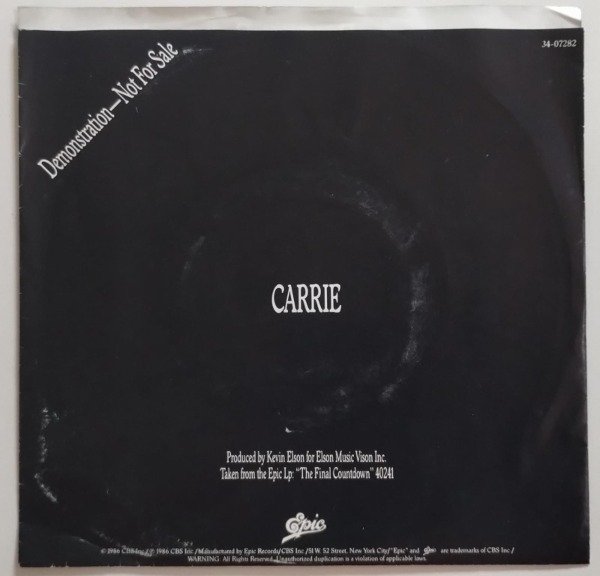 34-07282
Demonstration—Not For Sale
CARRIE
Produced by Kevin Elson for Elson Music Vison Inc.
Taken from the Epic Lp: "The Final Countdown" 40241
Epic
© 1986 CBS Inc./℗ 1986 CBS Inc./Manufactured by Epic Records/CBS Inc./51 W. 52 Street, New York City/"Epic" and Epic are trademarks of CBS Inc./
WARNING: All Rights Reserved. Unauthorized duplication is a violation of applicable laws.